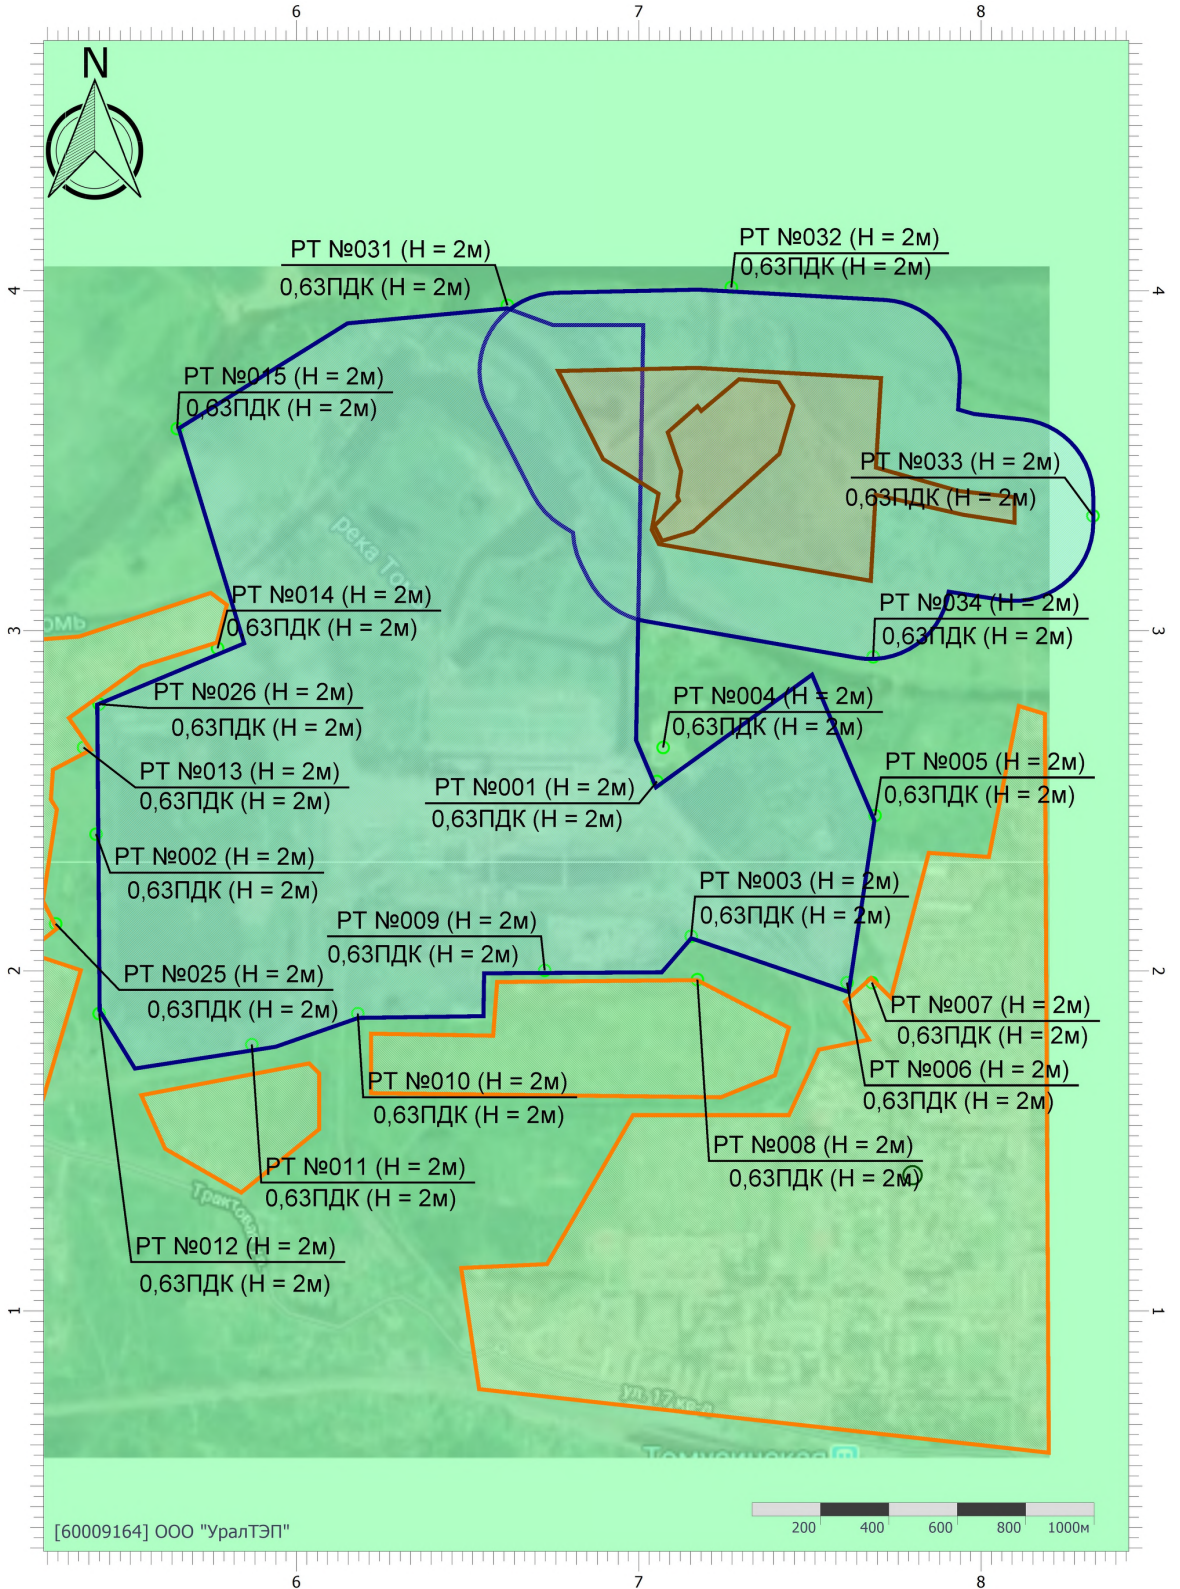 6 7 8
N
РТ №032 (Н = 2м)
0,63ПДК (Н = 2м)
РТ №031 (Н = 2м)
0,63ПДК (Н = 2м)
4 4
РТ №015 (Н = 2м)
0,63ПДК (Н = 2м)
РТ №033 (Н = 2м)
0,63ПДК (Н = 2м)
река Томь
РТ №014 (Н = 2м)
0,63ПДК (Н = 2м)
РТ №034 (Н = 2м)
0,63ПДК (Н = 2м)
омь
3 3
РТ №026 (Н = 2м)
0,63ПДК (Н = 2м)
РТ №004 (Н = 2м)
0,63ПДК (Н = 2м)
РТ №013 (Н = 2м)
0,63ПДК (Н = 2м)
РТ №005 (Н = 2м)
0,63ПДК (Н = 2м)
РТ №001 (Н = 2м)
0,63ПДК (Н = 2м)
РТ №002 (Н = 2м)
0,63ПДК (Н = 2м)
РТ №003 (Н = 2м)
0,63ПДК (Н = 2м)
РТ №009 (Н = 2м)
0,63ПДК (Н = 2м)
2 2
РТ №025 (Н = 2м)
0,63ПДК (Н = 2м)
РТ №007 (Н = 2м)
0,63ПДК (Н = 2м)
РТ №006 (Н = 2м)
0,63ПДК (Н = 2м)
РТ №010 (Н = 2м)
0,63ПДК (Н = 2м)
РТ №008 (Н = 2м)
0,63ПДК (Н = 2м)
РТ №011 (Н = 2м)
0,63ПДК (Н = 2м)
РТ №012 (Н = 2м)
0,63ПДК (Н = 2м)
1 1
ул. 17 кв-л
Томусинская
200 400 600 800 1000м
[60009164] ООО "УралТЭП"
6 7 8